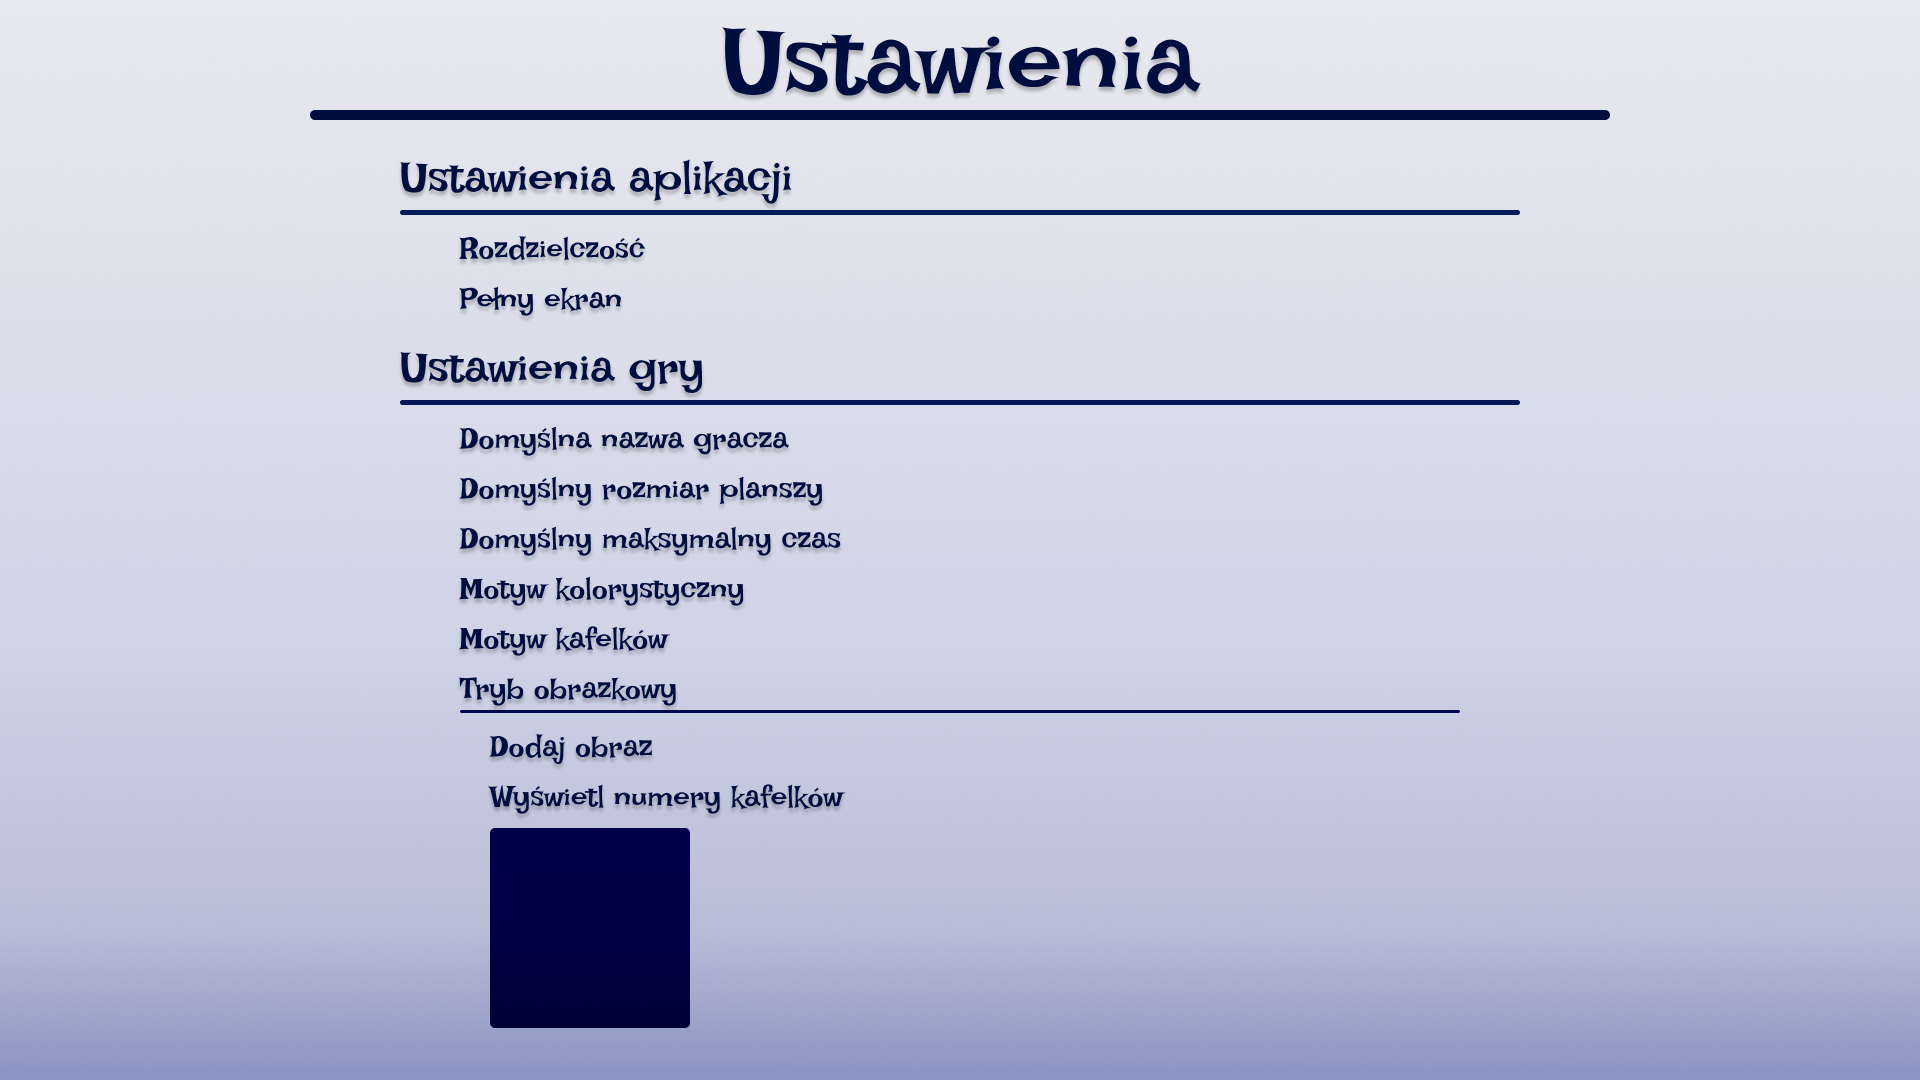 Ustawienia
Ustawienia aplikacji
Rozdzielczość
Pełny ekran
Ustawienia gry
Domyślna nazwa gracza
Domyślny rozmiar planszy
Domyślny maksymalny czas
Motyw kolorystyczny
Motyw kafelków
Tryb obrazkowy
Dodaj obraz
Wyświetl numery kafelków